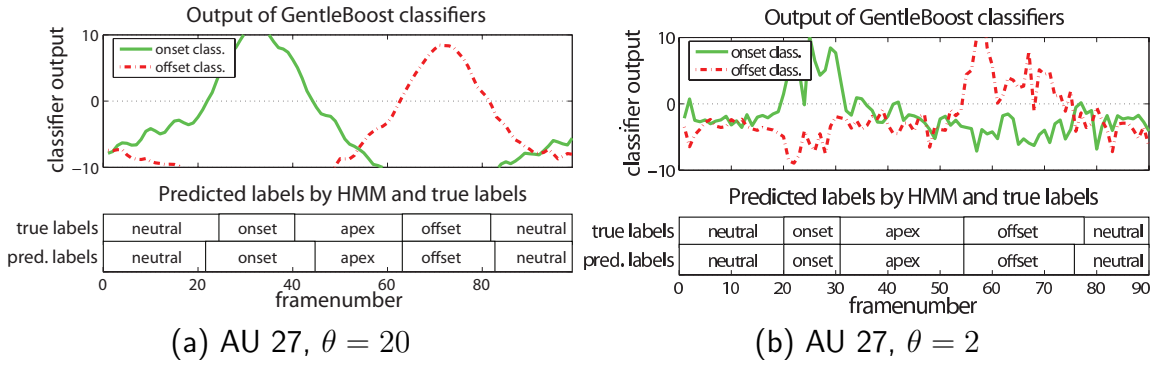 Output of GentleBoost classifiers
classifier output
10
0
−10
onset class.
offset class.
Predicted labels by HMM and true labels
true labels
neutral onset apex offset neutral
pred. labels
neutral onset apex offset neutral
0 20 40 60 80
framenumber
(a) AU 27, θ = 20
Output of GentleBoost classifiers
classifier output
10
0
−10
onset class.
offset class.
Predicted labels by HMM and true labels
true labels
neutral onset apex offset neutral
pred. labels
neutral onset apex offset neutral
0 10 20 30 40 50 60 70 80 90
framenumber
(b) AU 27, θ = 2